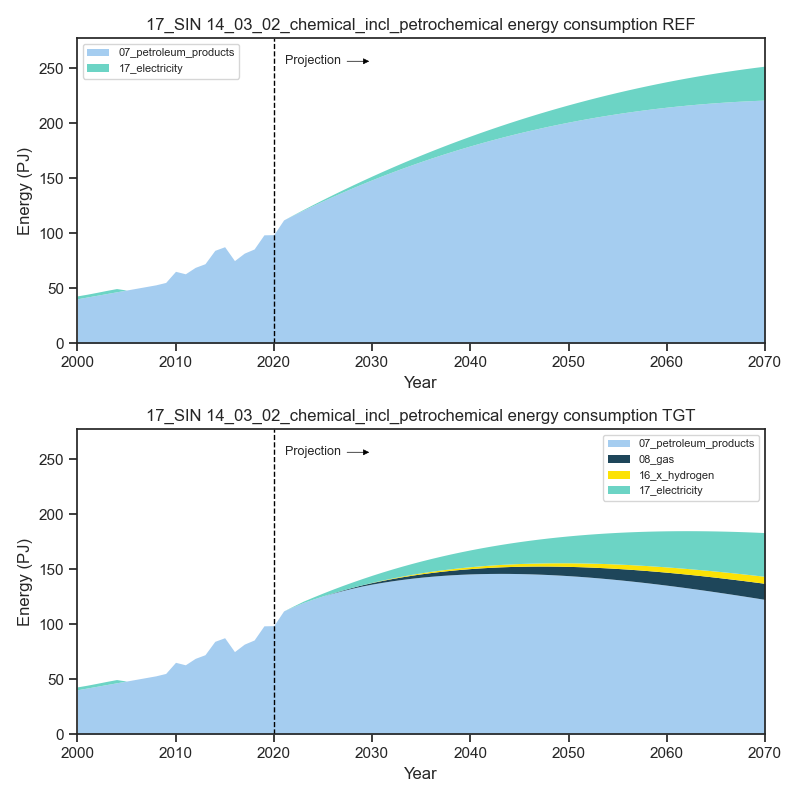 17_SIN 14_03_02_chemical_incl_petrochemical energy consumption REF
07_petroleum_products
17_electricity
Projection
250
200
150
100
50
0
Energy (PJ)
2000 2010 2020 2030 2040 2050 2060 2070
Year
17_SIN 14_03_02_chemical_incl_petrochemical energy consumption TGT
Projection
07_petroleum_products
08_gas
16_x_hydrogen
17_electricity
250
200
150
100
50
0
Energy (PJ)
2000 2010 2020 2030 2040 2050 2060 2070
Year